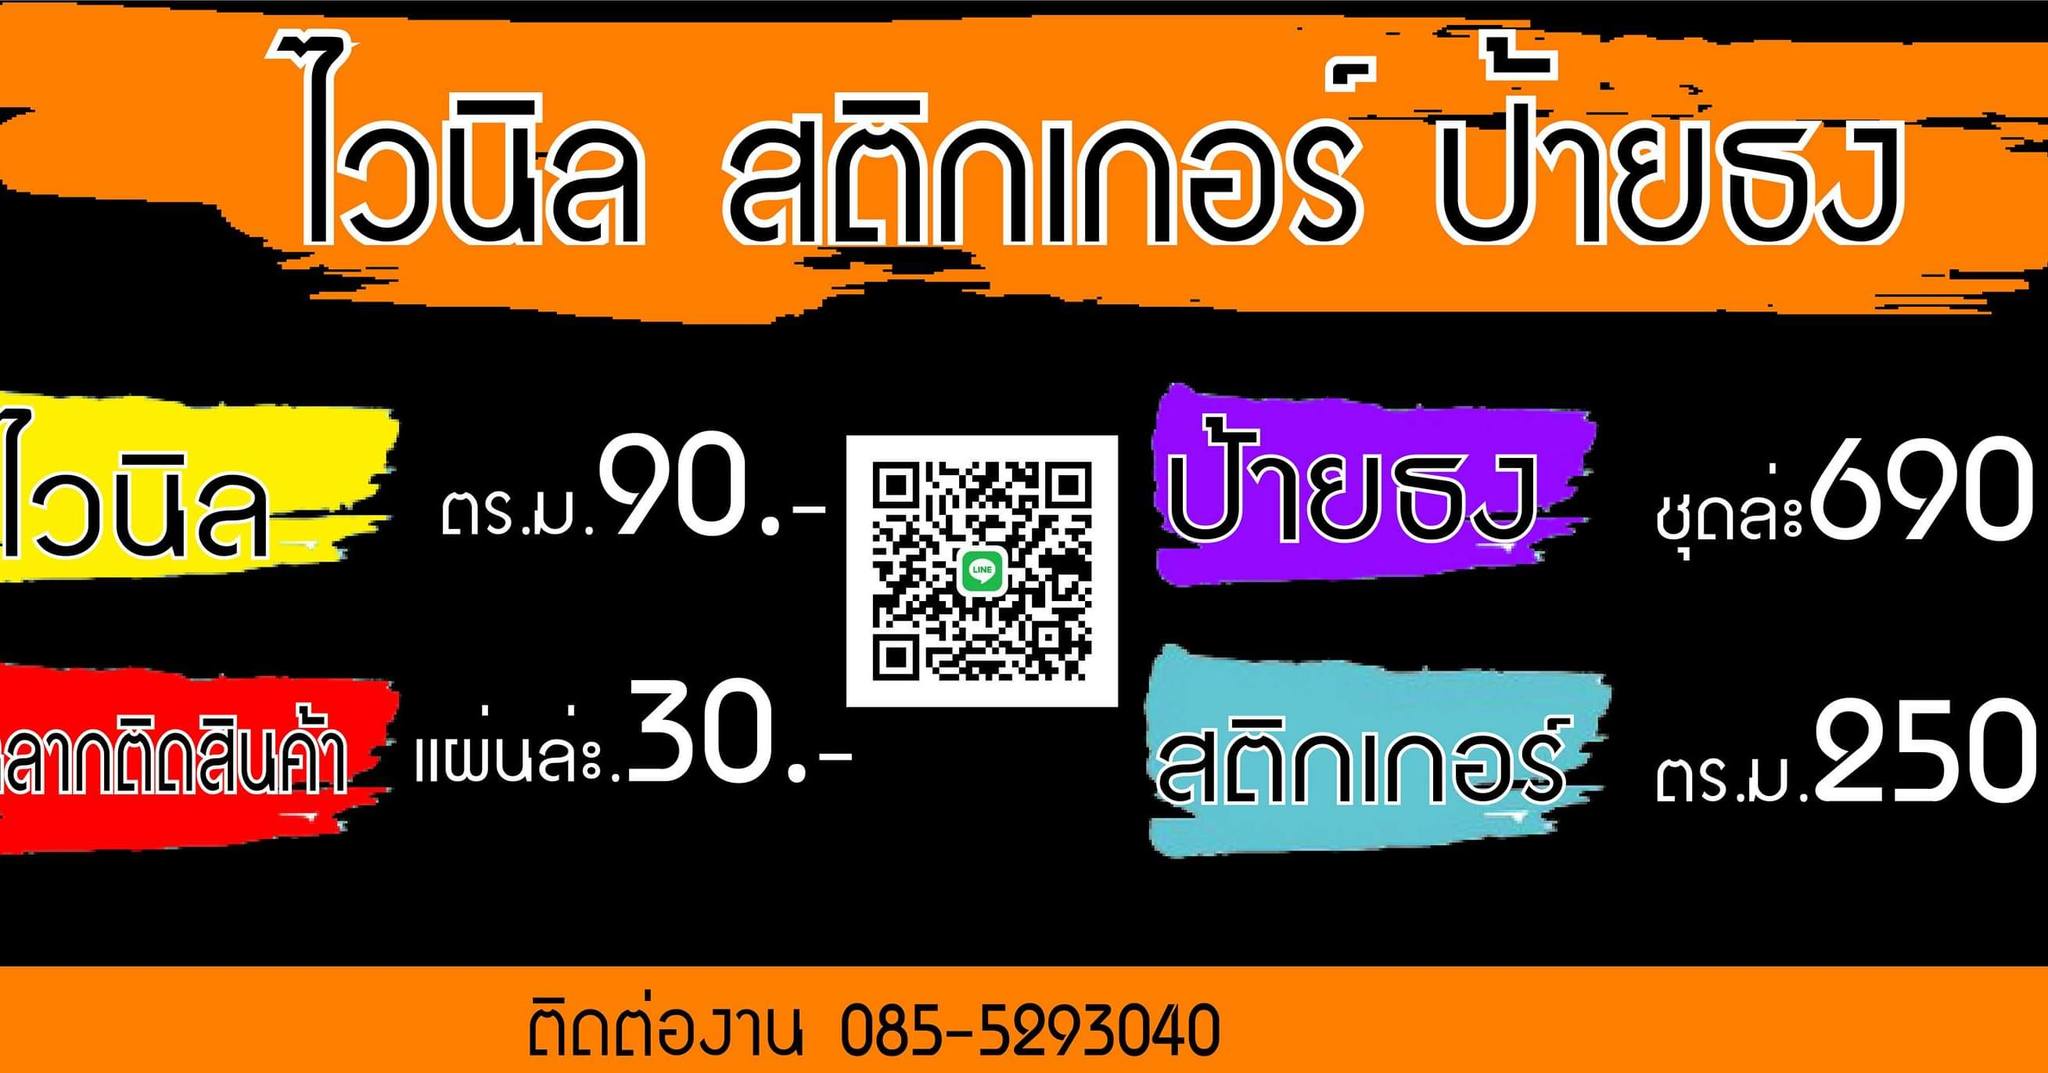 ไวนิล สติกเกอร์ ป้ายธง
ไวนิล ตร.ม.90.-
ป้ายธง ชุดล่ะ690
LINE
ลากติดสินค้า แผ่นล่ะ.30.-
สติกเกอร์ ตร.ม.250
ติดต่องาน 085-5293040